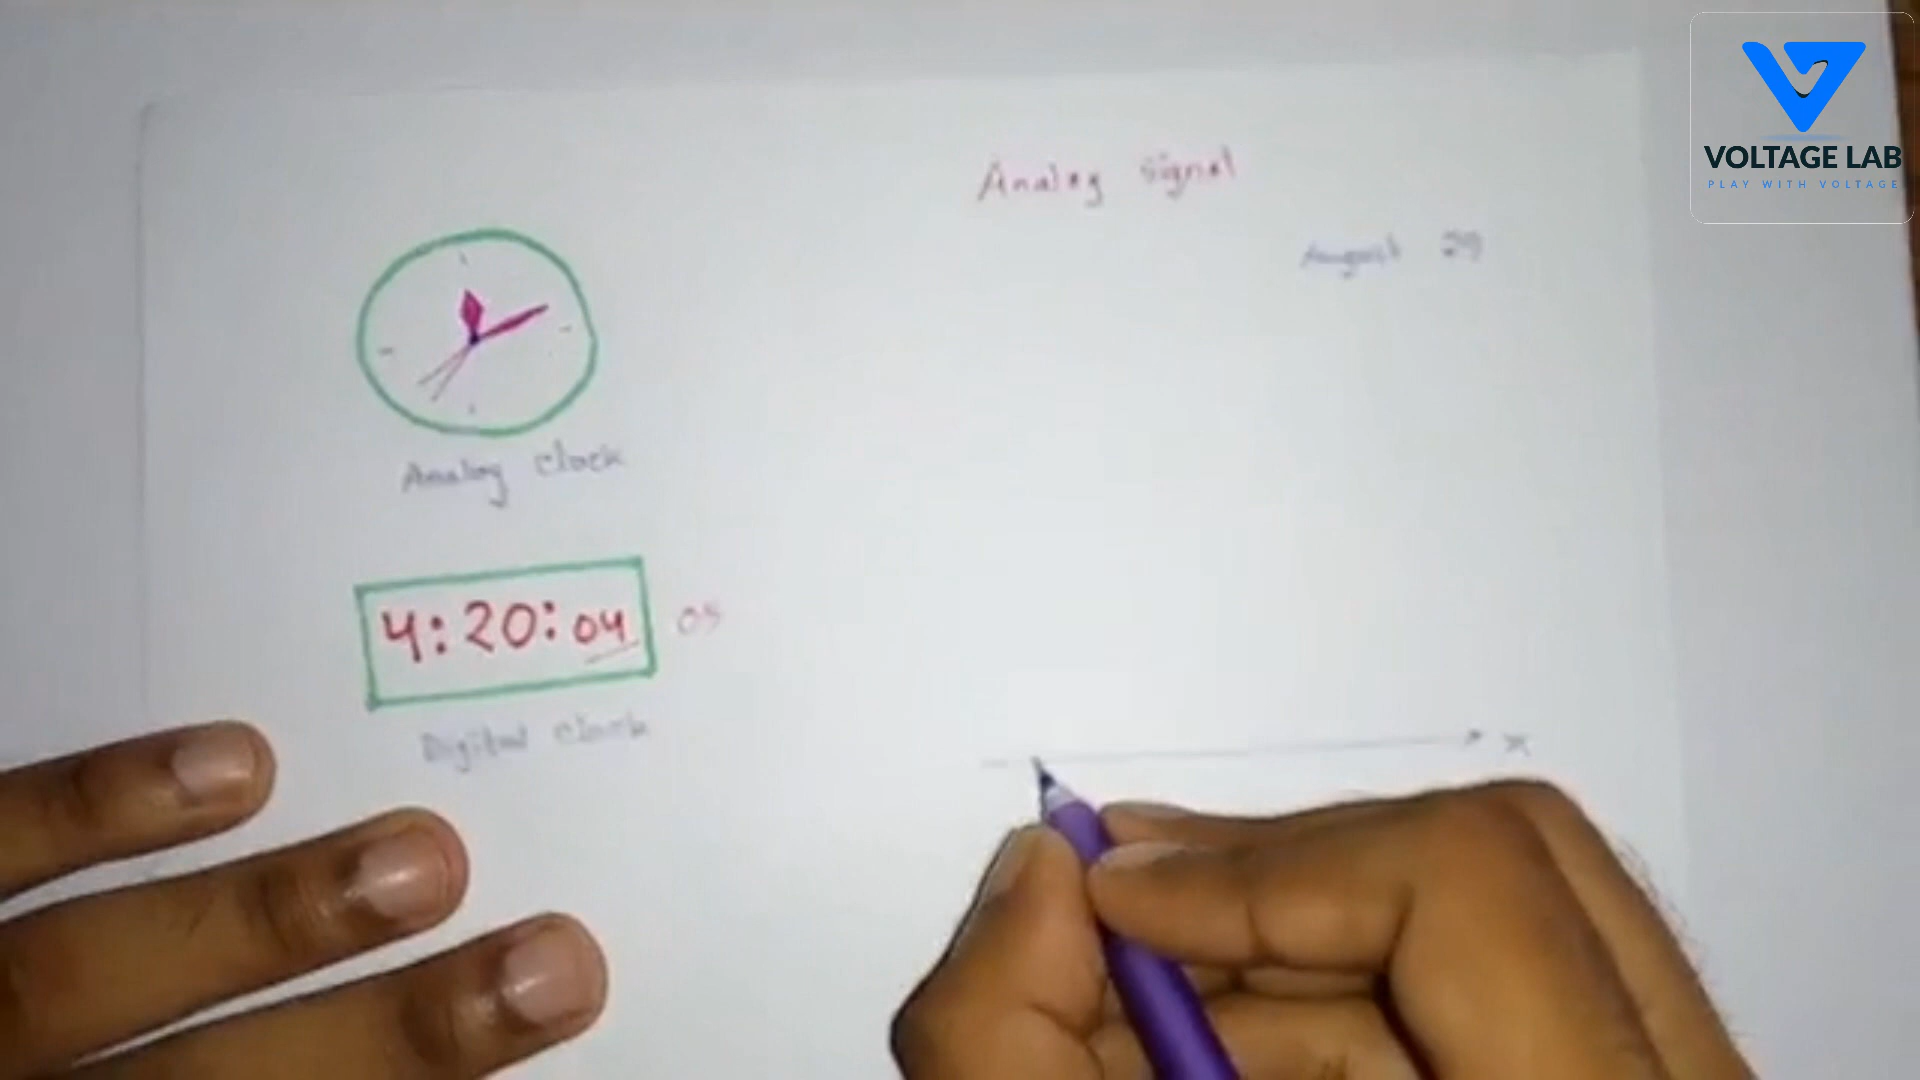 VOLTAGE LAB
PLAY WITH VOLTAGE
Analog signal
August 29
Analog clock
4:20:04 05
Digital clock
x